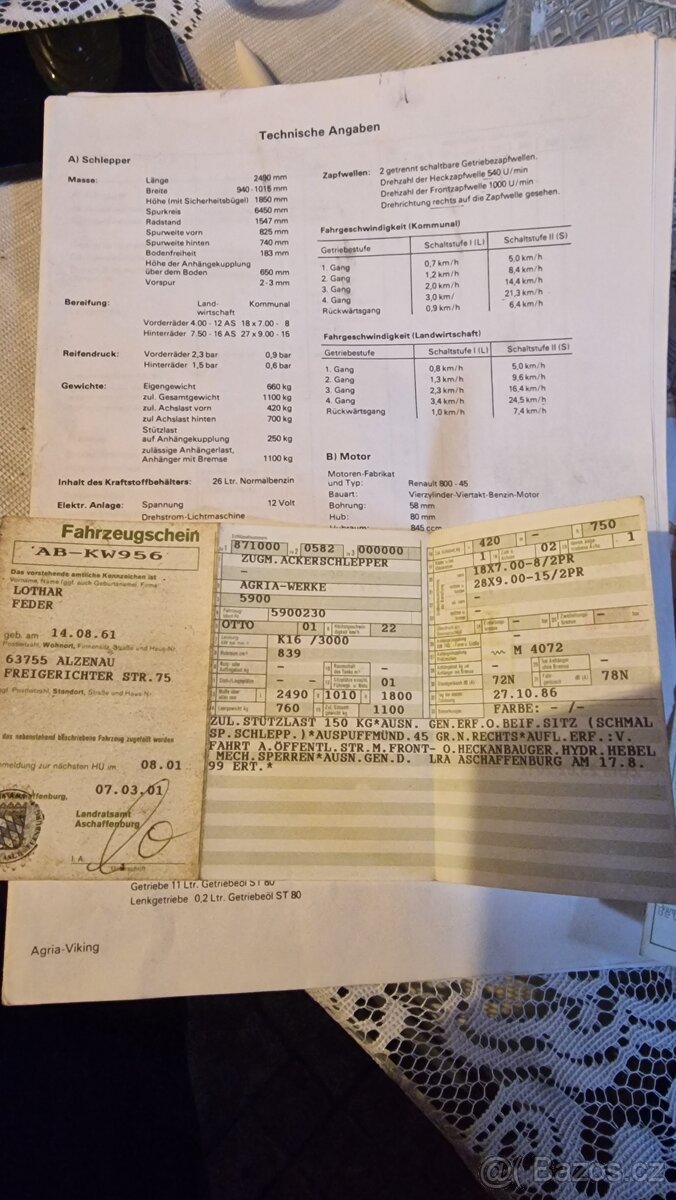 Technische Angaben
A) Schlepper
Masse: Länge 2490 mm
Breite 940-1015 mm
Höhe (mit Sicherheitsbügel) 1850 mm
Spurkreis 6450 mm
Radstand 1547 mm
Spurweite vorn 825 mm
Spurweite hinten 740 mm
Bodenfreiheit 183 mm
Höhe der Anhängekupplung
über dem Boden 650 mm
Vorspur 2-3 mm
Bereifung: Land- Kommunal
wirtschaft
Vorderräder 4.00 - 12 AS 18 x 7.00 - 8
Hinterräder 7.50 - 16 AS 27 x 9.00 - 15
Reifendruck: Vorderräder 2,3 bar 0,9 bar
Hinterräder 1,5 bar 0,6 bar
Gewichte: Eigengewicht 660 kg
zul. Gesamtgewicht 1100 kg
zul. Achslast vorn 420 kg
zul Achslast hinten 700 kg
Stützlast
auf Anhängekupplung 250 kg
zulässige Anhängerlast,
Anhänger mit Bremse 1100 kg
Inhalt des Kraftstoffbehälters: 26 Ltr. Normalbenzin
Elektr. Anlage: Spannung 12 Volt
Drehstrom-Lichtmaschine
Zapfwellen: 2 getrennt schaltbare Getriebezapfwellen.
Drehzahl der Heckzapfwelle 540 U/min
Drehzahl der Frontzapfwelle 1000 U/min
Drehrichtung rechts auf die Zapfwelle gesehen.
Fahrgeschwindigkeit (Kommunal)
Getriebestufe Schaltstufe I (L) Schaltstufe II (S)
1. Gang 0,7 km/h 5,0 km/h
2. Gang 1,2 km/h 8,4 km/h
3. Gang 2,0 km/h 14,4 km/h
4. Gang 3,0 km/ 21,3 km/h
Rückwärtsgang 0,9 km/h 6,4 km/h
Fahrgeschwindigkeit (Landwirtschaft)
Getriebestufe Schaltstufe I (L) Schaltstufe II (S)
1. Gang 0,8 km/h 5,0 km/h
2. Gang 1,3 km/h 9,6 km/h
3. Gang 2,3 km/h 16,4 km/h
4. Gang 3,4 km/h 24,5 km/h
Rückwärtsgang 1,0 km/h 7,4 km/h
B) Motor
Motoren-Fabrikat
und Typ: Renault 800 - 45
Bauart: Vierzylinder-Viertakt-Benzin-Motor
Bohrung: 58 mm
Hub: 80 mm
Hubraum: 845 ccm
Fahrzeugschein
AB-KW956
Das vorstehende amtliche Kennzeichen ist
LOTHAR
FEDER
geb. am 14.08.61
63755 ALZENAU
FREIGERICHTER STR.75
das nebenstehend beschriebene Fahrzeug zugeteilt worden
meldung zur nächsten HU im 08.01
07.03.01
Landratsamt
Aschaffenburg
I. A.
871000 0582 000000
ZUGM.ACKERSCHLEPPER
–
AGRIA-WERKE
5900
5900230
OTTO 01 22
K16 /3000
839
– –
– 01
2490 1010 1800
760 1100
420 – 750
1 02 1
18X7.00-8/2PR
28X9.00-15/2PR
– –
M 4072
– –
72N 78N
27.10.86
FARBE: - /-
ZUL.STÜTZLAST 150 KG*AUSN. GEN.ERF.O.BEIF.SITZ (SCHMAL
SP.SCHLEPP.)*AUSPUFFMÜND.45 GR.N.RECHTS*AUFL.ERF.:V.
FAHRT A.ÖFFENTL.STR.M.FRONT- O.HECKANBAUGER.HYDR.HEBEL
MECH.SPERREN*AUSN.GEN.D. LRA ASCHAFFENBURG AM 17.8.
99 ERT.*
Getriebe 11 Ltr. Getriebeöl ST 80
Lenkgetriebe 0,2 Ltr. Getriebeöl ST 80
Agria-Viking
@ Bazos.cz